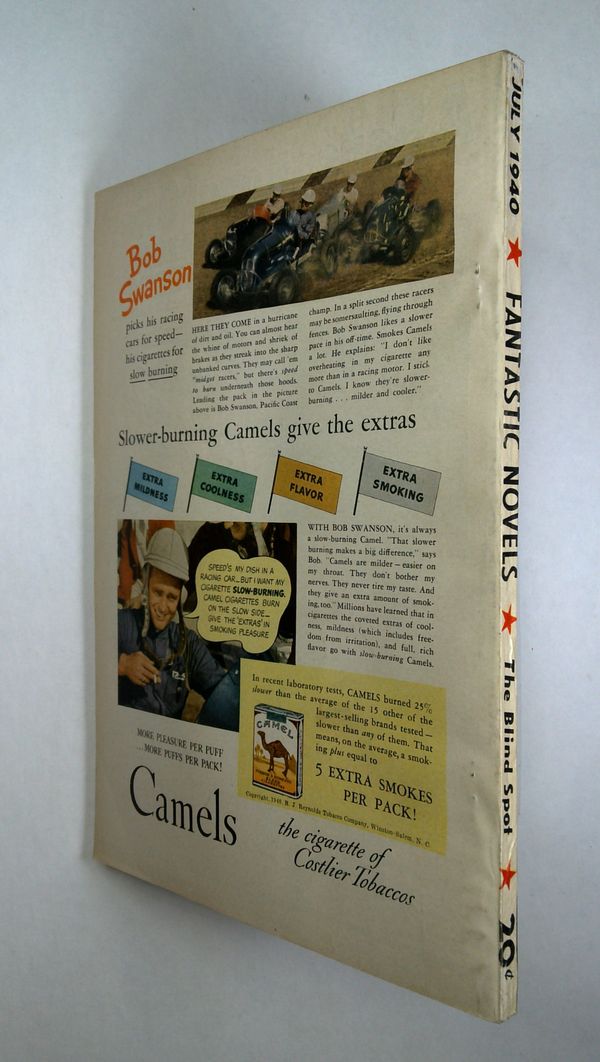 Bob
Swanson
picks his racing
cars for speed—
his cigarettes for
slow burning
HERE THEY COME in a hurricane
of dirt and oil. You can almost hear
the whine of motors and shriek of
brakes as they streak into the sharp
unbanked curves. They may call 'em
"midget racers," but there's speed
to burn underneath those hoods.
Leading the pack in the picture
above is Bob Swanson, Pacific Coast
champ. In a split second these racers
may be somersaulting, flying through
fences. Bob Swanson likes a slower
pace in his off-time. Smokes Camels
a lot. He explains: "I don't like
overheating in my cigarette any
more than in a racing motor. I stick
to Camels. I know they're slower-
burning . . . milder and cooler."
Slower-burning Camels give the extras
EXTRA
MILDNESS
EXTRA
COOLNESS
EXTRA
FLAVOR
EXTRA
SMOKING
SPEED'S MY DISH IN A
RACING CAR—BUT I WANT MY
CIGARETTE SLOW-BURNING.
CAMEL CIGARETTES BURN
ON THE SLOW SIDE—
GIVE THE 'EXTRAS' IN
SMOKING PLEASURE
WITH BOB SWANSON, it's always
a slow-burning Camel. "That slower
burning makes a big difference," says
Bob. "Camels are milder — easier on
my throat. They don't bother my
nerves. They never tire my taste. And
they give an extra amount of smok-
ing, too." Millions have learned that in
cigarettes the coveted extras of cool-
ness, mildness (which includes free-
dom from irritation), and full, rich
flavor go with slow-burning Camels.
MORE PLEASURE PER PUFF
...MORE PUFFS PER PACK!
In recent laboratory tests, CAMELS burned 25%
slower than the average of the 15 other of the
largest-selling brands tested —
slower than any of them. That
means, on the average, a smok-
ing plus equal to
5 EXTRA SMOKES
PER PACK!
CAMEL
Copyright, 1940, R. J. Reynolds Tobacco Company, Winston-Salem, N. C.
Camels
the cigarette of
Costlier Tobaccos
JULY 1940 ★ FANTASTIC NOVELS ★ The Blind Spot ★ 20¢